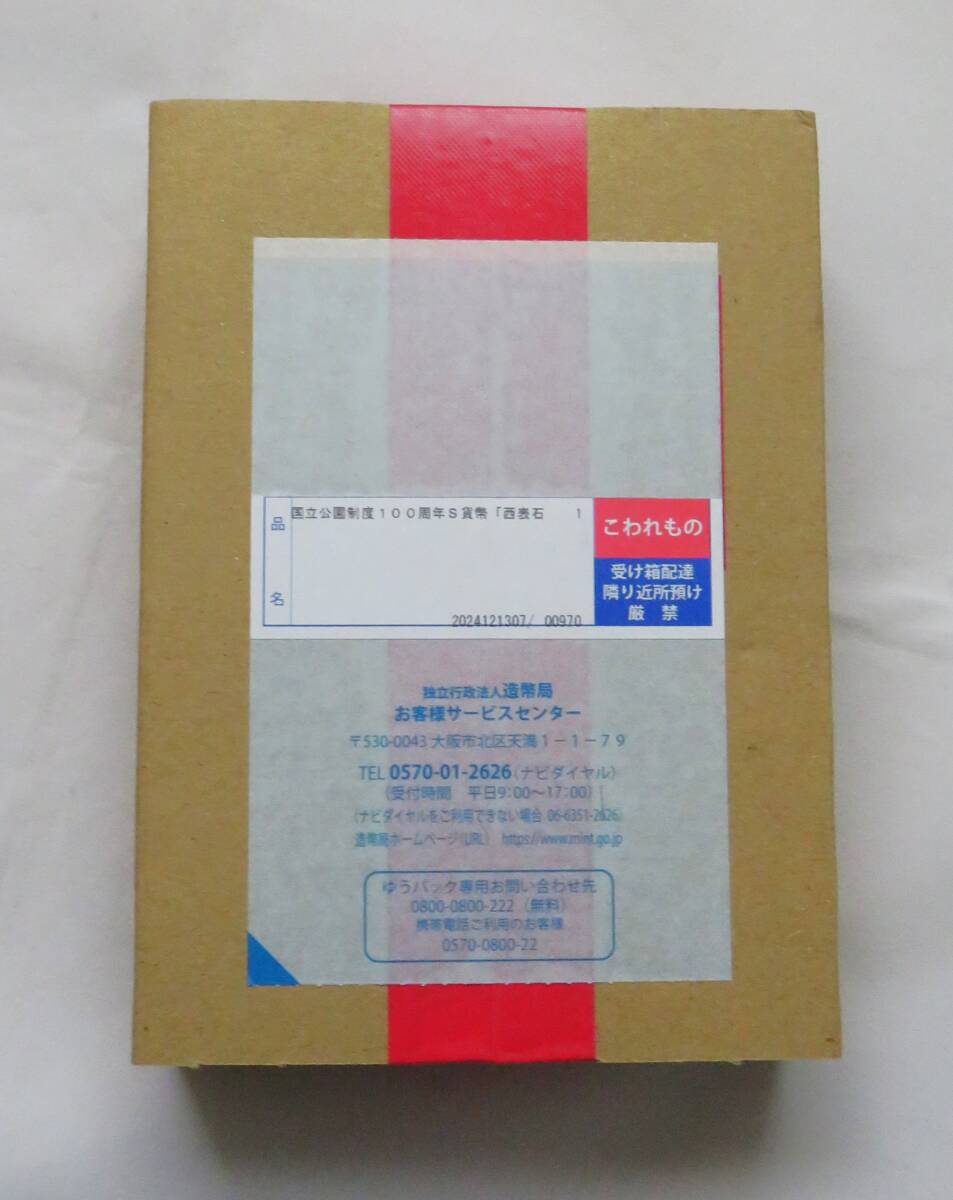 品名
国立公園制度100周年S貨幣「西表石 1
2024121307/ 00970
こわれもの
受け箱配達
隣り近所預け
厳 禁
独立行政法人造幣局
お客様サービスセンター
〒530-0043 大阪市北区天満1-1-79
TEL 0570-01-2626(ナビダイヤル)
(受付時間 平日9:00~17:00)
(ナビダイヤルをご利用できない場合 06-6351-2626)
造幣局ホームページ(URL) https://www.mint.go.jp
ゆうパック専用お問い合わせ先
0800-0800-222(無料)
携帯電話ご利用のお客様
0570-0800-22